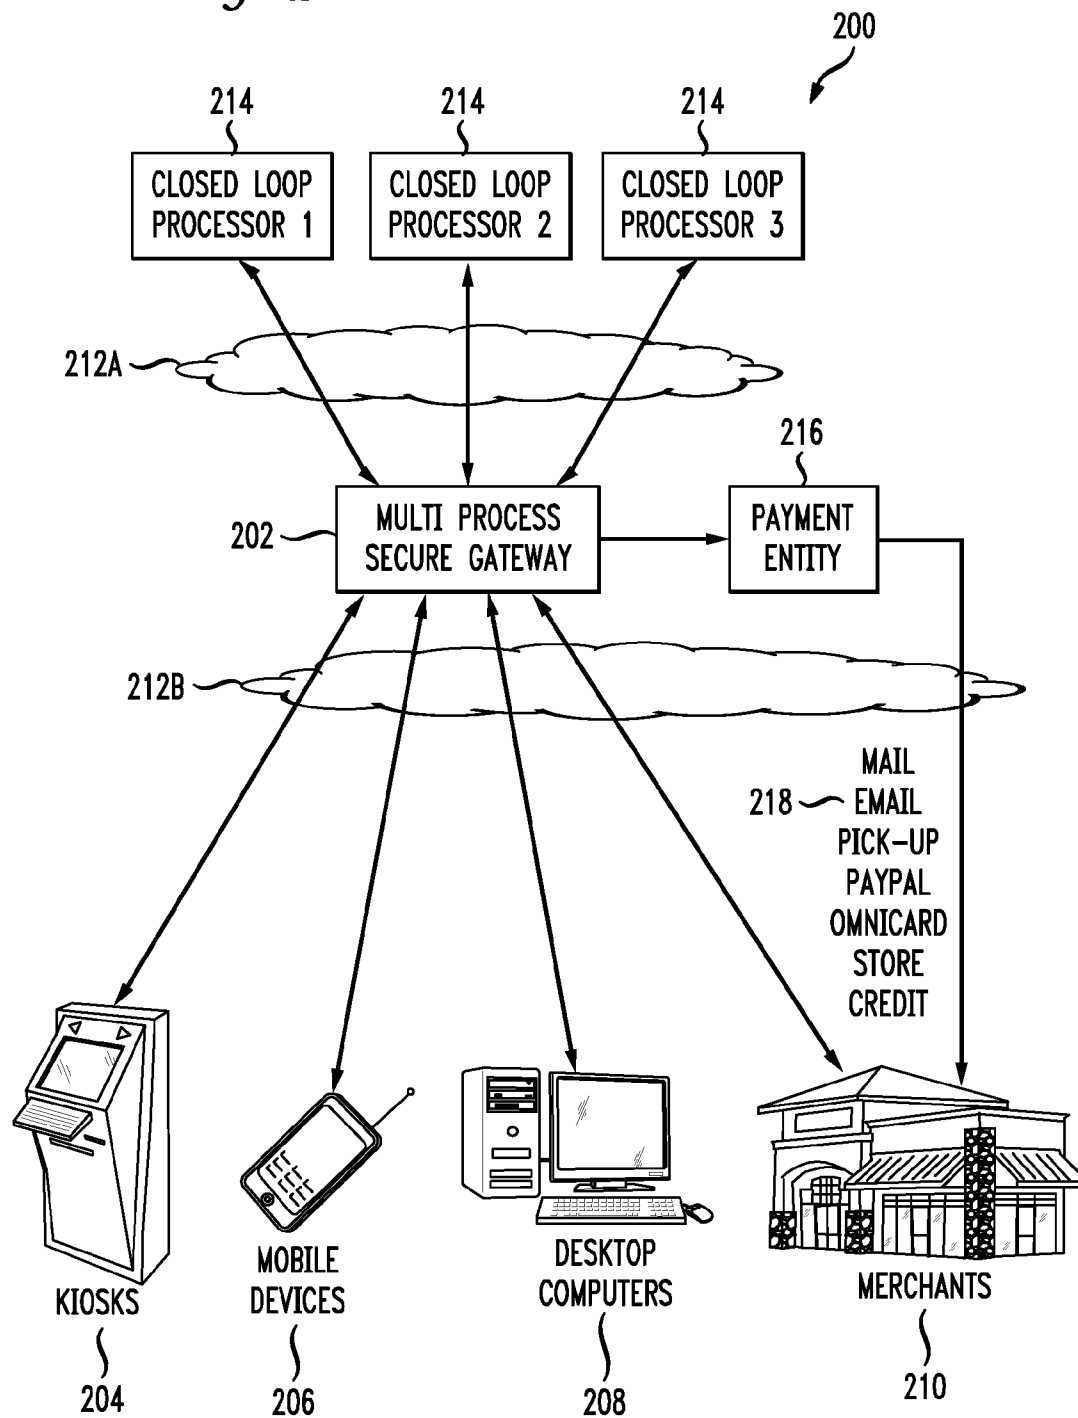 200
214
214
214
CLOSED LOOP
PROCESSOR 1
CLOSED LOOP
PROCESSOR 2
CLOSED LOOP
PROCESSOR 3
212A
216
202
MULTI PROCESS
SECURE GATEWAY
PAYMENT
ENTITY
212B
218
MAIL
EMAIL
PICK-UP
PAYPAL
OMNICARD
STORE
CREDIT
KIOSKS
204
MOBILE
DEVICES
206
DESKTOP
COMPUTERS
208
MERCHANTS
210